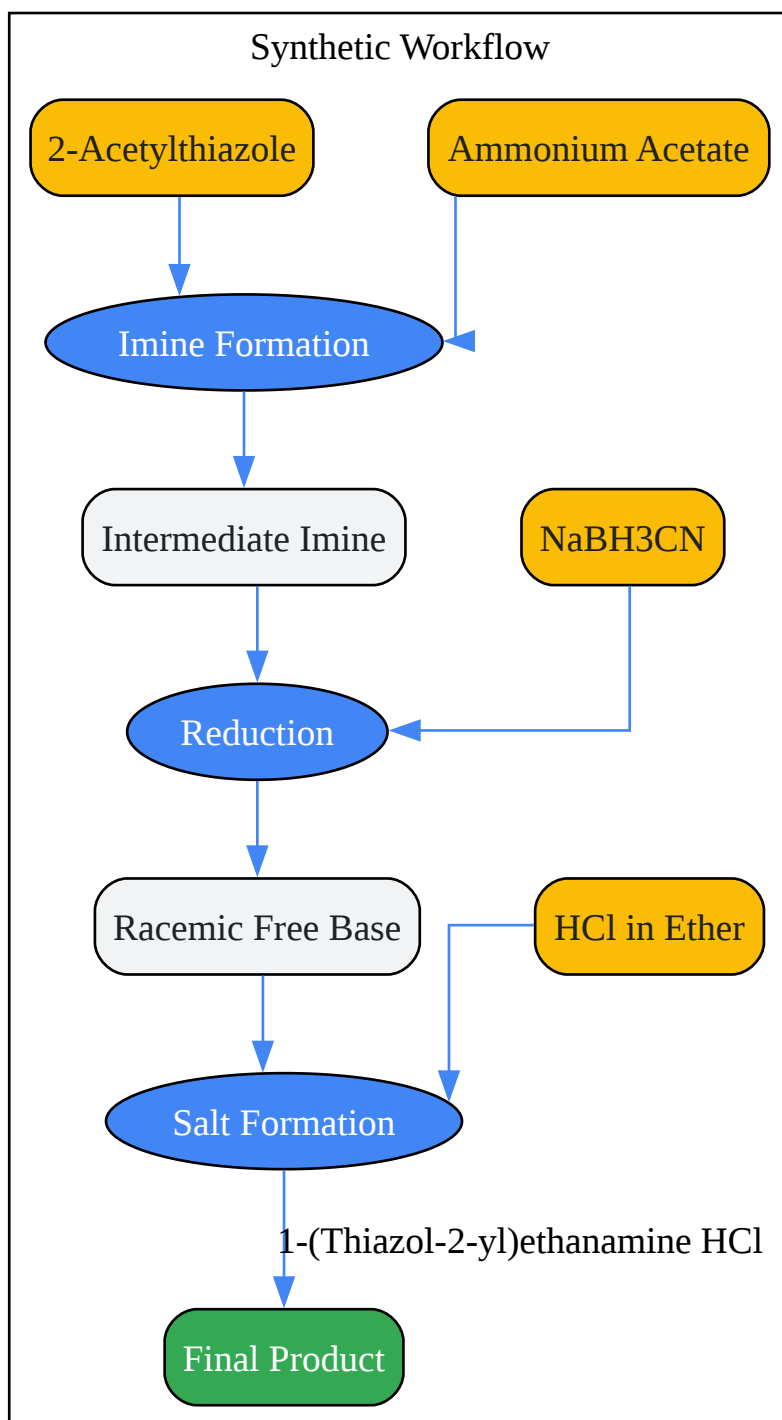 Synthetic Workflow
2-Acetylthiazole
Ammonium Acetate
Imine Formation
Intermediate Imine
NaBH3CN
Reduction
Racemic Free Base
HCl in Ether
Salt Formation
1-(Thiazol-2-yl)ethanamine HCl
Final Product